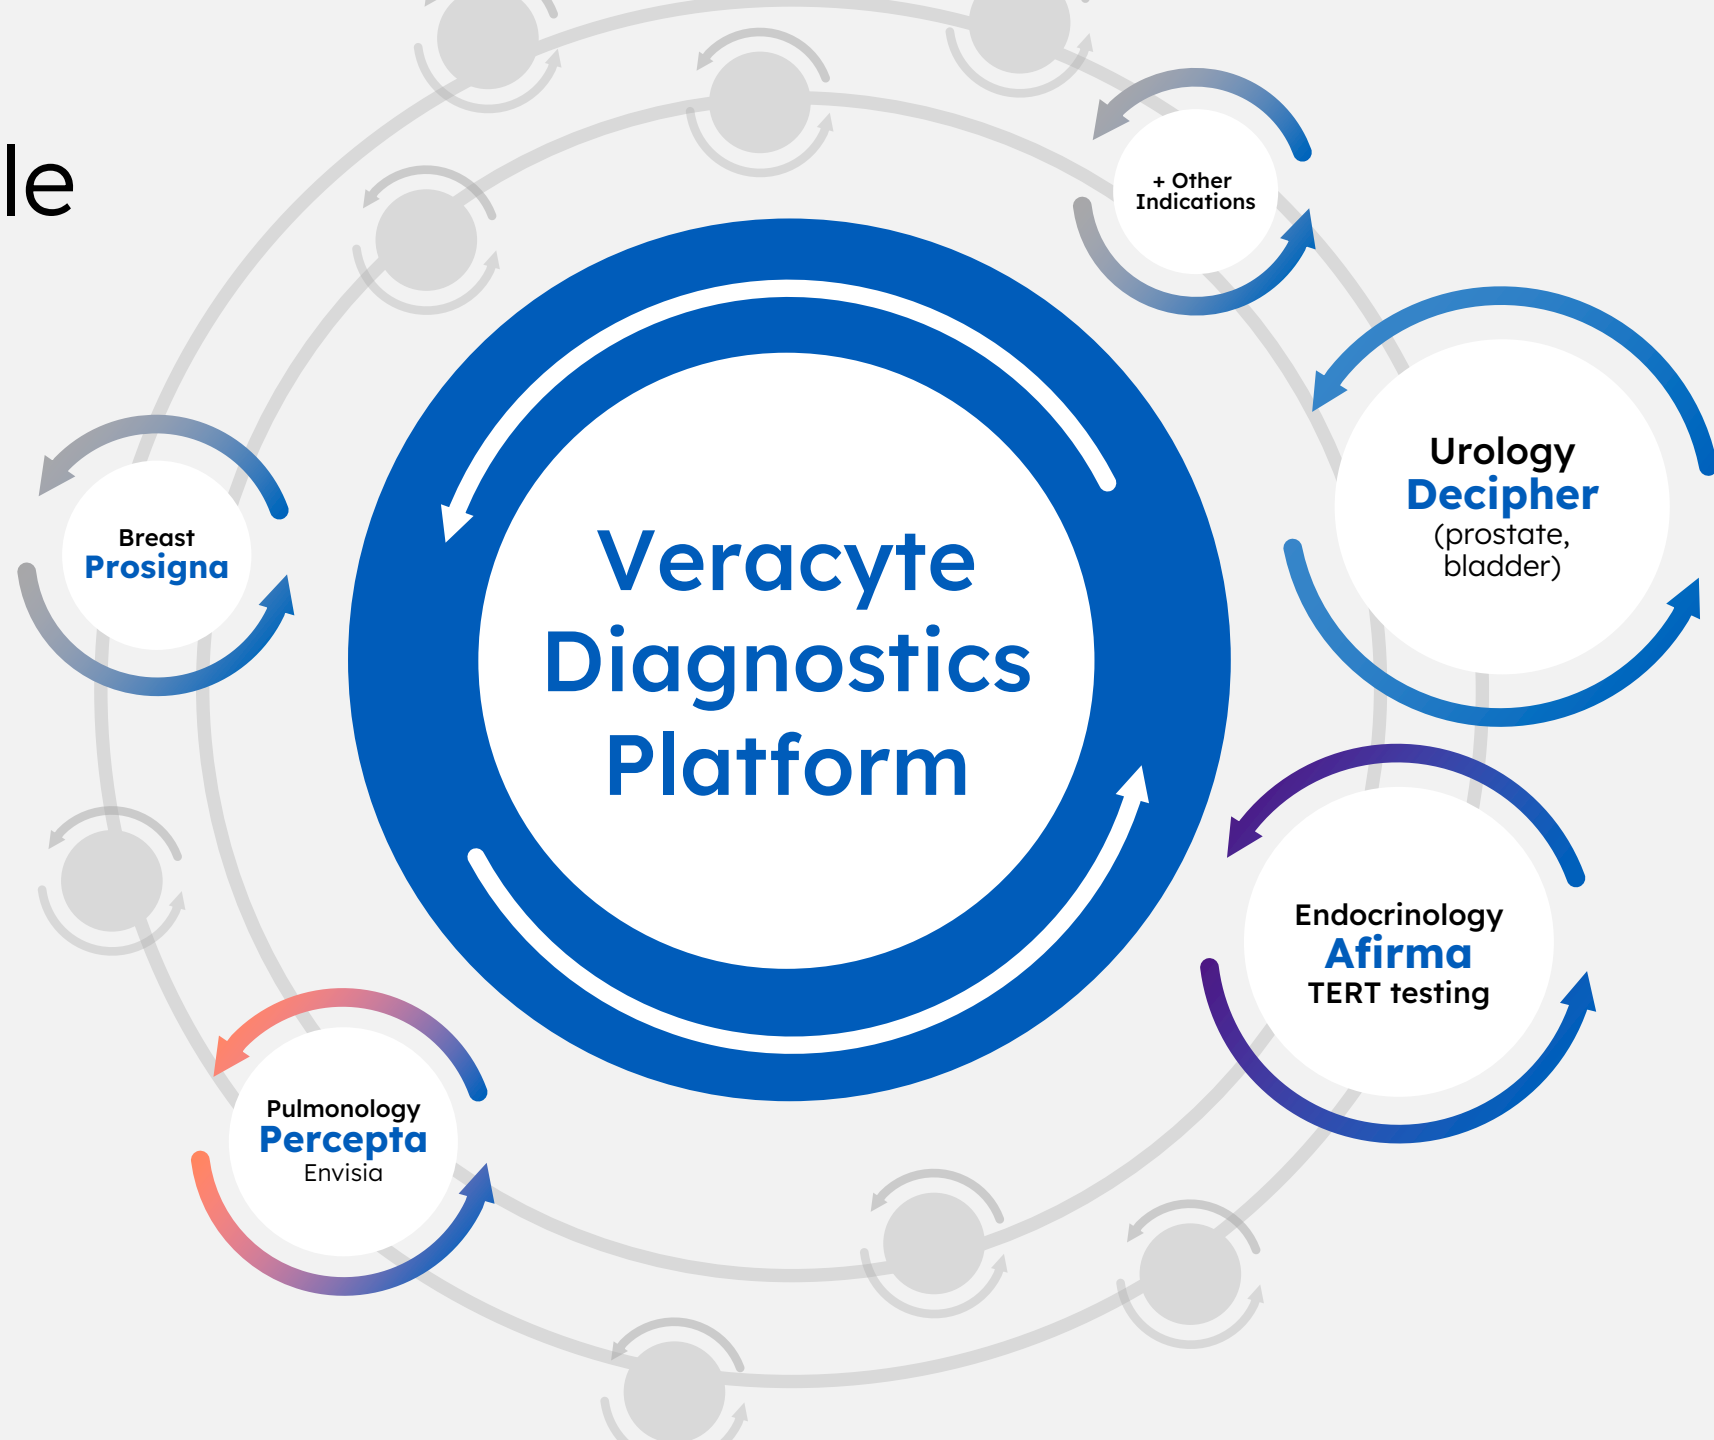 le
+ Other
Indications
Urology
Decipher
(prostate,
bladder)
Breast
Prosigna
Veracyte
Diagnostics
Platform
Endocrinology
Afirma
TERT testing
Pulmonology
Percepta
Envisia